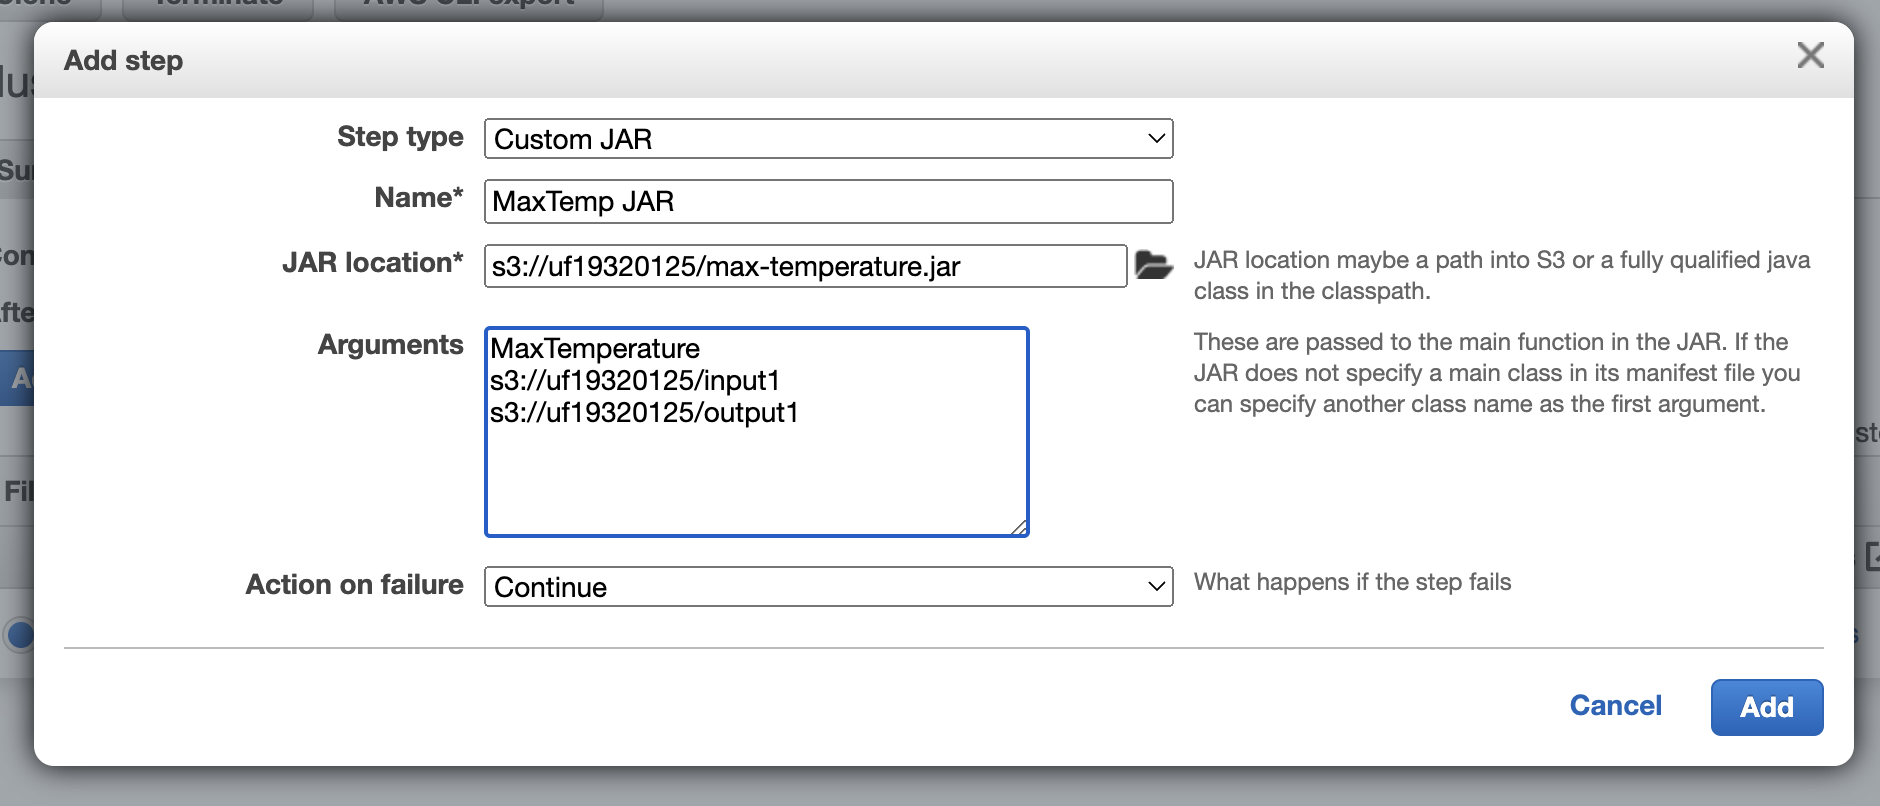 AWS CLI export
Add step
Step type
Custom JAR
Name*
MaxTemp JAR
JAR location*
s3://uf19320125/max-temperature.jar
JAR location maybe a path into S3 or a fully qualified java
class in the classpath.
Arguments
MaxTemperature
s3://uf19320125/input1
s3://uf19320125/output1
These are passed to the main function in the JAR. If the
JAR does not specify a main class in its manifest file you
can specify another class name as the first argument.
Action on failure
Continue
What happens if the step fails
Cancel
Add